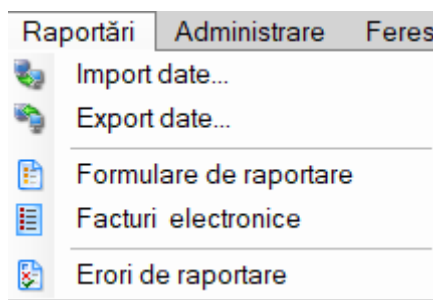 Raportări Administrare Feres
Import date...
Export date...
Formulare de raportare
Facturi electronice
Erori de raportare